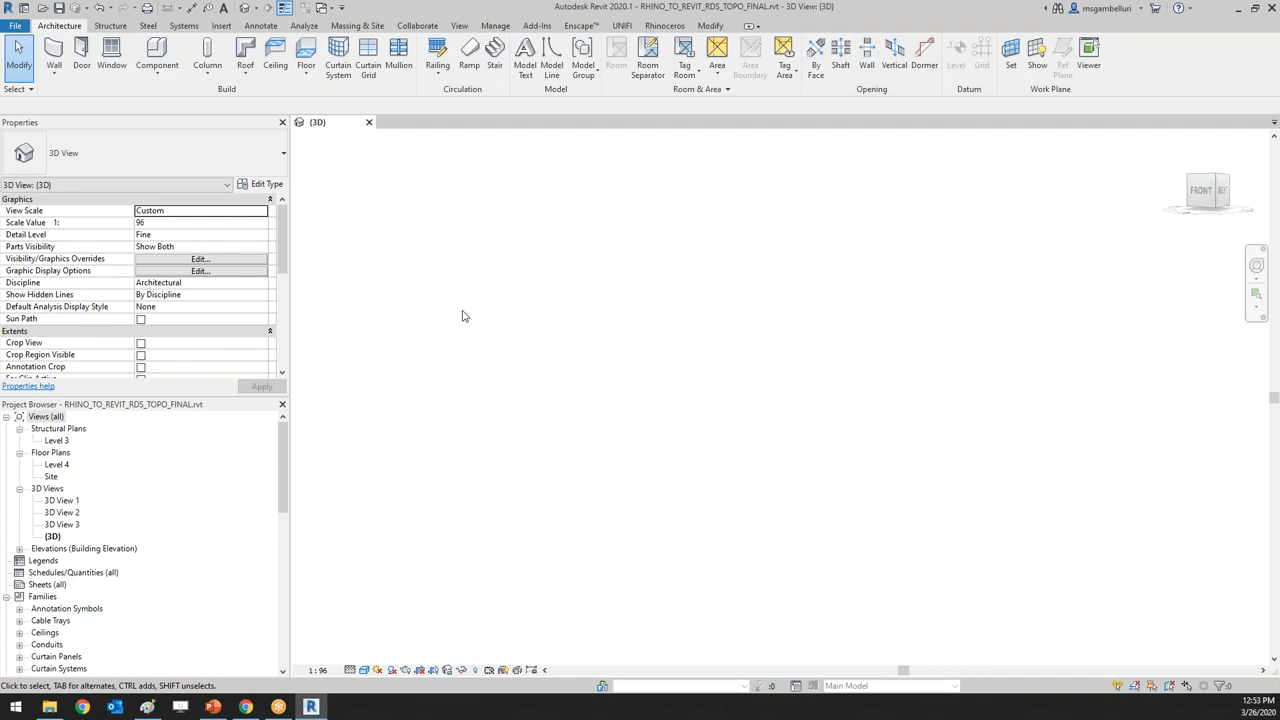 Autodesk Revit 2020.1 - RHINO_TO_REVIT_RDS_TOPO_FINAL.rvt - 3D View: {3D}
msgambelluri
File Architecture Structure Steel Systems Insert Annotate Analyze Massing & Site Collaborate View Manage Add-Ins Enscape™ UNIFI Rhinoceros Modify
Modify Wall Door Window Component Column Roof Ceiling Floor Curtain System Curtain Grid Mullion Railing Ramp Stair Model Text Model Line Model Group Room Room Separator Tag Room Area Area Boundary Tag Area By Face Shaft Wall Vertical Dormer Level Grid Set Show Ref Plane Viewer
Select Build Circulation Model Room & Area Opening Datum Work Plane
Properties
{3D}
3D View
FRONT
3D View: {3D} Edit Type
Graphics
View Scale Custom
Scale Value 1: 96
Detail Level Fine
Parts Visibility Show Both
Visibility/Graphics Overrides Edit...
Graphic Display Options Edit...
Discipline Architectural
Show Hidden Lines By Discipline
Default Analysis Display Style None
Sun Path
Extents
Crop View
Crop Region Visible
Annotation Crop
Properties help Apply
Project Browser - RHINO_TO_REVIT_RDS_TOPO_FINAL.rvt
Views (all)
Structural Plans
Level 3
Floor Plans
Level 4
Site
3D Views
3D View 1
3D View 2
3D View 3
{3D}
Elevations (Building Elevation)
Legends
Schedules/Quantities (all)
Sheets (all)
Families
Annotation Symbols
Cable Trays
Ceilings
Conduits
Curtain Panels
Curtain Systems
1 : 96
Click to select, TAB for alternates, CTRL adds, SHIFT unselects.
:0 Main Model :0
12:53 PM
3/26/2020